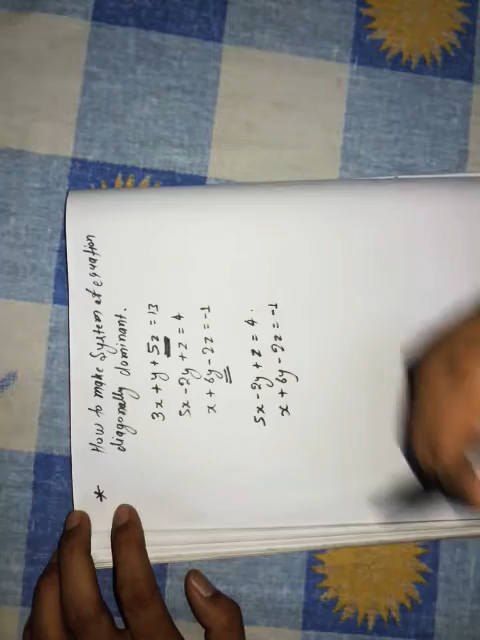 * How to make System of equation
diagonally dominant.
3x + y + 5z = 13
5x - 2y + z = 4
x + 6y - 2z = -1
5x - 2y + z = 4.
x + 6y - 2z = -1